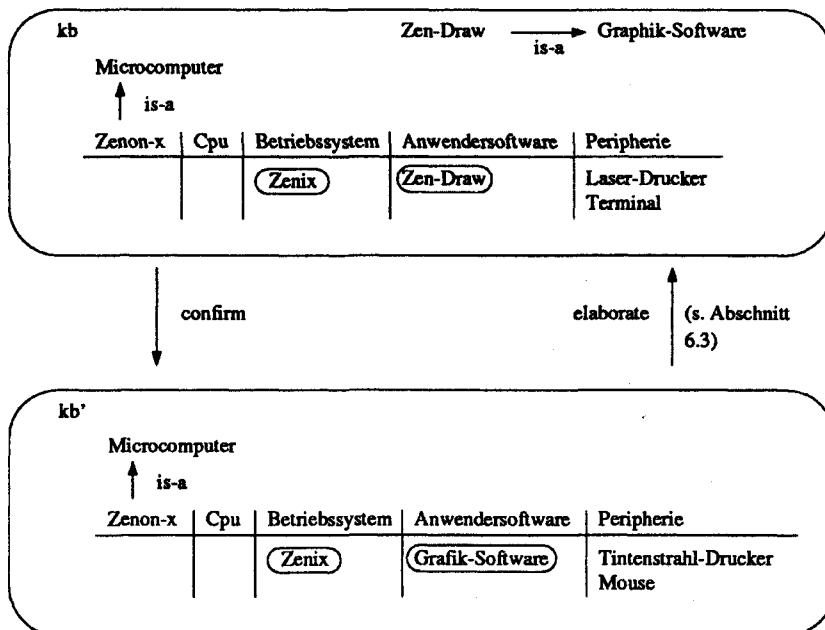 kb Zen-Draw Graphik-Software
is-a
Microcomputer
is-a
Zenon-x Cpu Betriebssystem Anwendersoftware Peripherie
Zenix Zen-Draw Laser-Drucker
Terminal
confirm elaborate (s. Abschnitt
6.3)
kb'
Microcomputer
is-a
Zenon-x Cpu Betriebssystem Anwendersoftware Peripherie
Zenix Grafik-Software Tintenstrahl-Drucker
Mouse